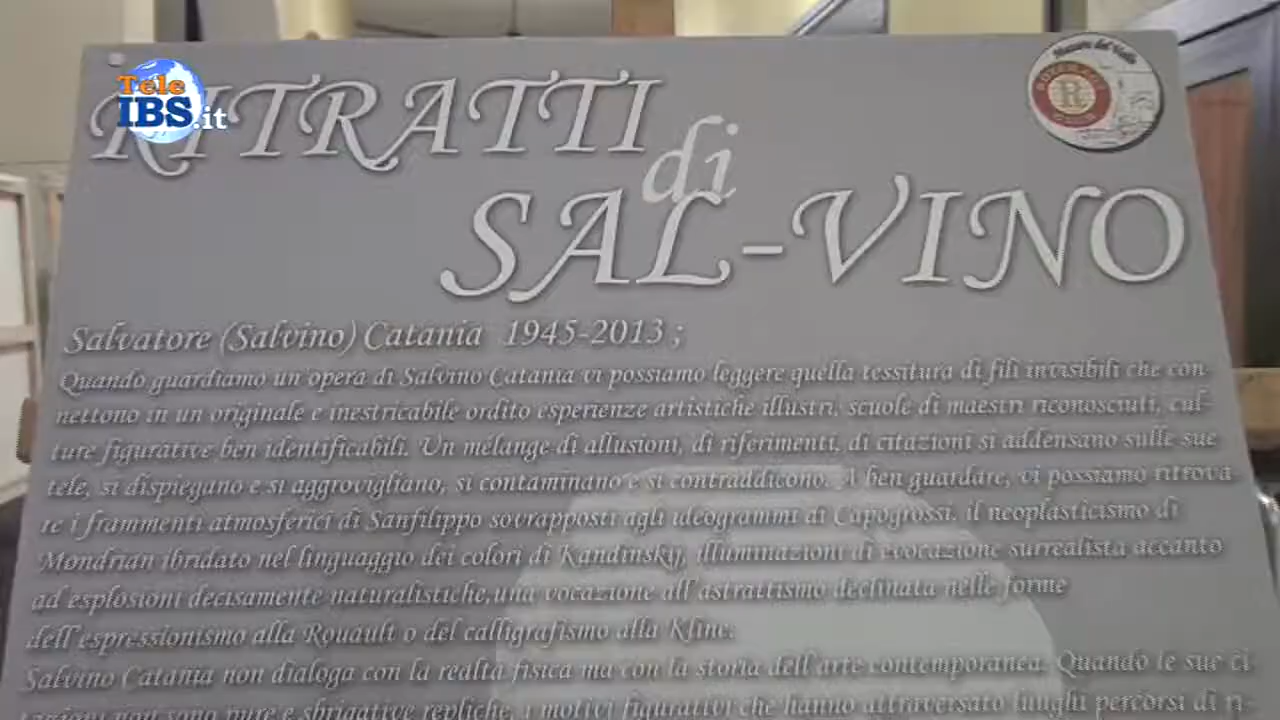 Tele
IBS.it
RITRATTI
di
SAL-VINO
Mazara del Vallo
R
Salvatore (Salvino) Catania 1945-2013 ;
Quando guardiamo un'opera di Salvino Catania vi possiamo leggere quella tessitura di fili invisibili che con-
nettono in un originale e inestricabile ordito esperienze artistiche illustri, scuole di maestri riconosciuti, cul-
ture figurative ben identificabili. Un mélange di allusioni, di riferimenti, di citazioni si addensano sulle sue
tele, si dispiegano e si aggrovigliano, si contaminano e si contraddicono. A ben guardare, vi possiamo ritrova
re i frammenti atmosferici di Sanfilippo sovrapposti agli ideogrammi di Capogrossi, il neoplasticismo di
Mondrian ibridato nel linguaggio dei colori di Kandinskij, illuminazioni di evocazione surrealista accanto
ad esplosioni decisamente naturalistiche,una vocazione all'astrattismo declinata nelle forme
dell'espressionismo alla Rouault o del calligrafismo alla Kline.
Salvino Catania non dialoga con la realtà fisica ma con la storia dell'arte contemporanea. Quando le sue ci
non sono pure e sbrigative repliche, i motivi figurativi che hanno attraversato lunghi percorsi di ri-